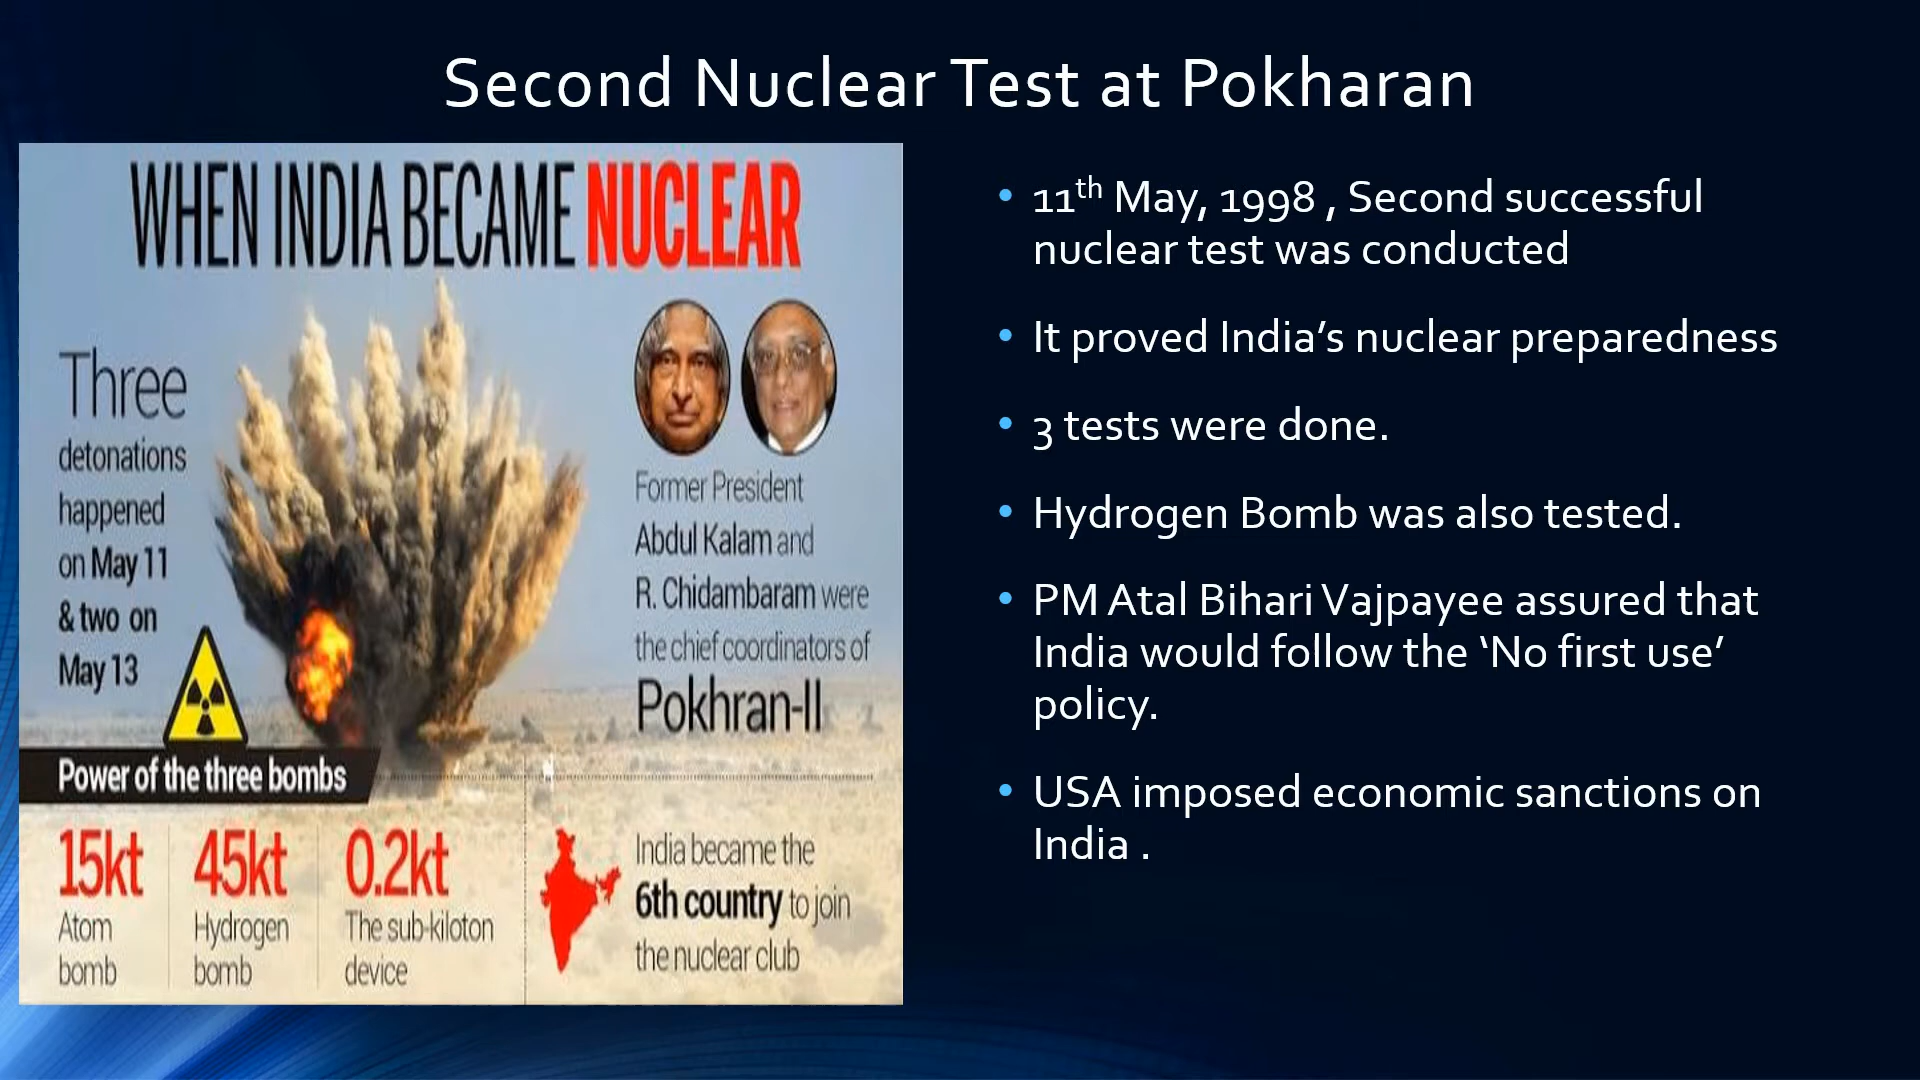 Second Nuclear Test at Pokharan
WHEN INDIA BECAME NUCLEAR
Three
detonations
happened
on May 11
& two on
May 13
Former President
Abdul Kalam and
R. Chidambaram were
the chief coordinators of
Pokhran-II
Power of the three bombs
15kt
Atom
bomb
45kt
Hydrogen
bomb
0.2kt
The sub-kiloton
device
India became the
6th country to join
the nuclear club
• 11th May, 1998 , Second successful
nuclear test was conducted
• It proved India’s nuclear preparedness
• 3 tests were done.
• Hydrogen Bomb was also tested.
• PM Atal Bihari Vajpayee assured that
India would follow the ‘No first use’
policy.
• USA imposed economic sanctions on
India .